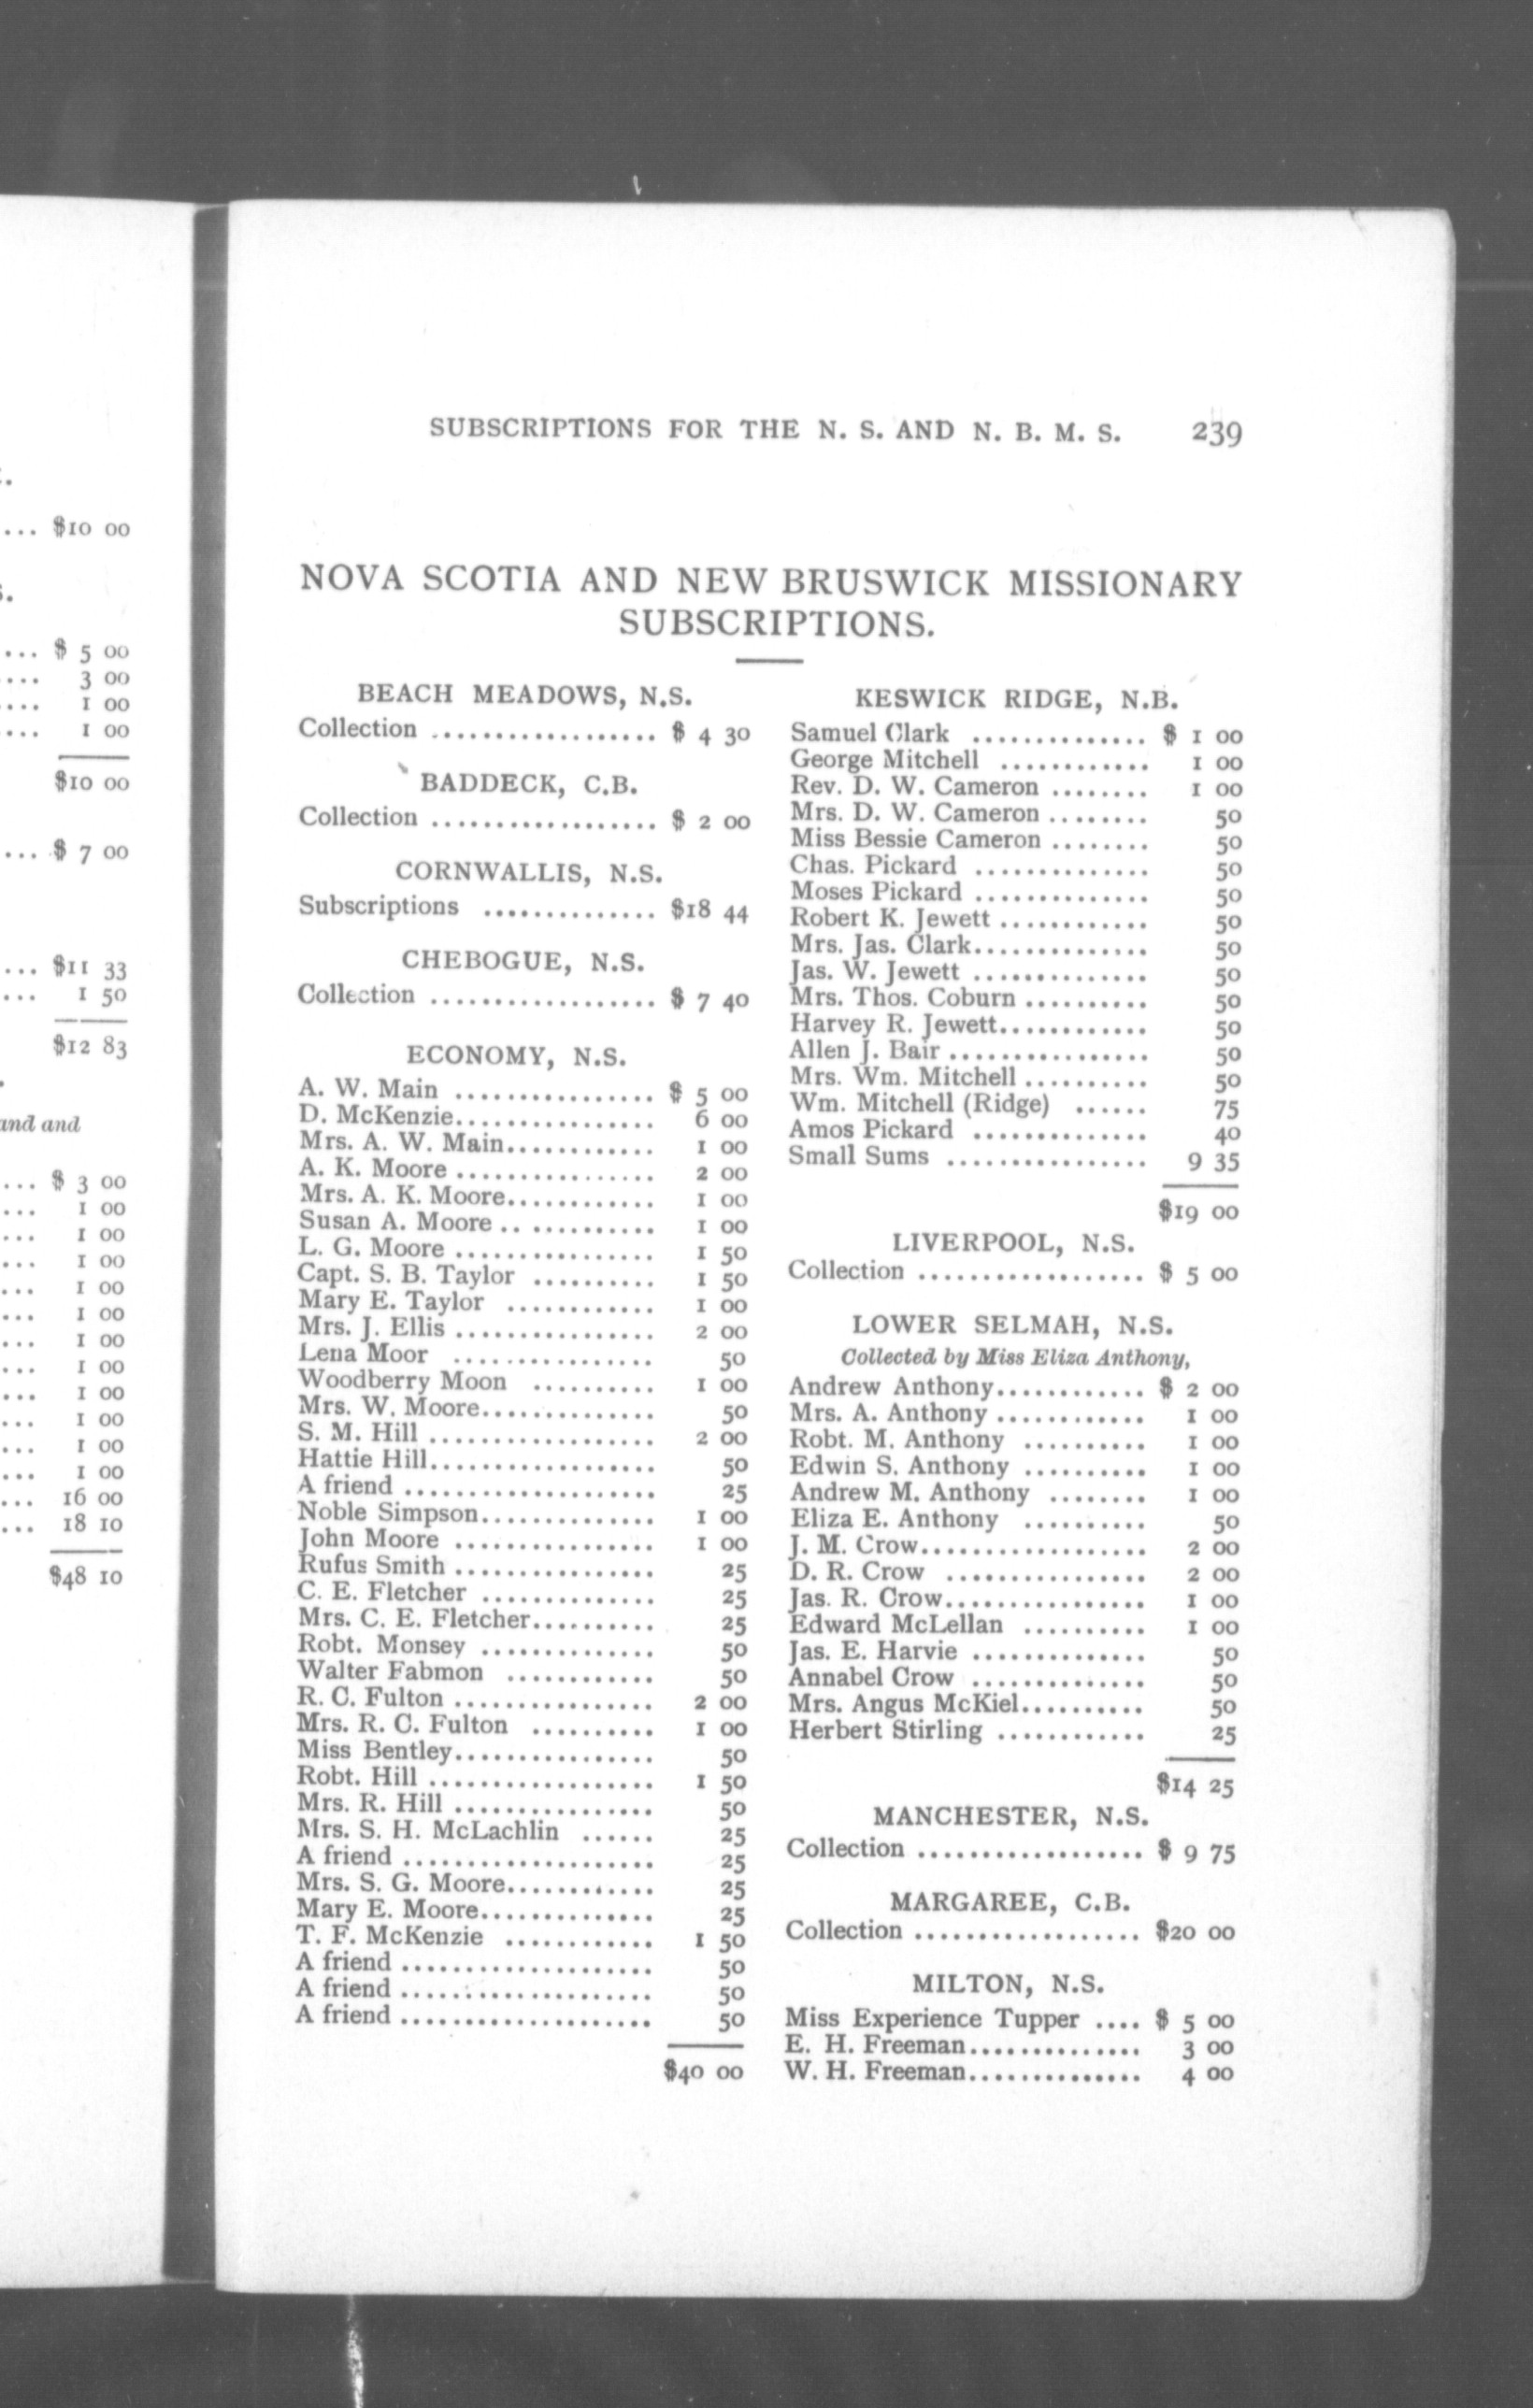 .
... $10 00
.
... $ 5 00
... 3 00
... 1 00
... 1 00
$10 00
... $ 7 00
... $11 33
... 1 50
$12 83
.
and and
... $ 3 00
... 1 00
... 1 00
... 1 00
... 1 00
... 1 00
... 1 00
... 1 00
... 1 00
... 1 00
... 1 00
... 1 00
... 16 00
... 18 10
$48 10
SUBSCRIPTIONS FOR THE N. S. AND N. B. M. S. 239
NOVA SCOTIA AND NEW BRUSWICK MISSIONARY
SUBSCRIPTIONS.
BEACH MEADOWS, N.S.
Collection .................. $ 4 30
BADDECK, C.B.
Collection .................. $ 2 00
CORNWALLIS, N.S.
Subscriptions .............. $18 44
CHEBOGUE, N.S.
Collection .................. $ 7 40
ECONOMY, N.S.
A. W. Main ................ $ 5 00
D. McKenzie................ 6 00
Mrs. A. W. Main............ 1 00
A. K. Moore ................ 2 00
Mrs. A. K. Moore............ 1 00
Susan A. Moore .. .......... 1 00
L. G. Moore ................ 1 50
Capt. S. B. Taylor .......... 1 50
Mary E. Taylor ............ 1 00
Mrs. J. Ellis ................ 2 00
Lena Moor ................ 50
Woodberry Moon .......... 1 00
Mrs. W. Moore.............. 50
S. M. Hill .................. 2 00
Hattie Hill.................. 50
A friend .................... 25
Noble Simpson.............. 1 00
John Moore ................ 1 00
Rufus Smith ................ 25
C. E. Fletcher .............. 25
Mrs. C. E. Fletcher.......... 25
Robt. Monsey .............. 50
Walter Fabmon ............ 50
R. C. Fulton ................ 2 00
Mrs. R. C. Fulton .......... 1 00
Miss Bentley................ 50
Robt. Hill .................. 1 50
Mrs. R. Hill ................ 50
Mrs. S. H. McLachlin ...... 25
A friend .................... 25
Mrs. S. G. Moore............ 25
Mary E. Moore.............. 25
T. F. McKenzie ............ 1 50
A friend .................... 50
A friend .................... 50
A friend .................... 50
$40 00
KESWICK RIDGE, N.B.
Samuel Clark .............. $ 1 00
George Mitchell ............ 1 00
Rev. D. W. Cameron ........ 1 00
Mrs. D. W. Cameron ........ 50
Miss Bessie Cameron ........ 50
Chas. Pickard .............. 50
Moses Pickard .............. 50
Robert K. Jewett ............ 50
Mrs. Jas. Clark.............. 50
Jas. W. Jewett .............. 50
Mrs. Thos. Coburn .......... 50
Harvey R. Jewett............ 50
Allen J. Bair ................ 50
Mrs. Wm. Mitchell .......... 50
Wm. Mitchell (Ridge) ...... 75
Amos Pickard .............. 40
Small Sums ................ 9 35
$19 00
LIVERPOOL, N.S.
Collection .................. $ 5 00
LOWER SELMAH, N.S.
Collected by Miss Eliza Anthony,
Andrew Anthony............ $ 2 00
Mrs. A. Anthony ............ 1 00
Robt. M. Anthony .......... 1 00
Edwin S. Anthony .......... 1 00
Andrew M. Anthony ........ 1 00
Eliza E. Anthony .......... 50
J. M. Crow.................. 2 00
D. R. Crow ................ 2 00
Jas. R. Crow................ 1 00
Edward McLellan .......... 1 00
Jas. E. Harvie .............. 50
Annabel Crow .............. 50
Mrs. Angus McKiel.......... 50
Herbert Stirling ............ 25
$14 25
MANCHESTER, N.S.
Collection .................. $ 9 75
MARGAREE, C.B.
Collection .................. $20 00
MILTON, N.S.
Miss Experience Tupper .... $ 5 00
E. H. Freeman.............. 3 00
W. H. Freeman.............. 4 00